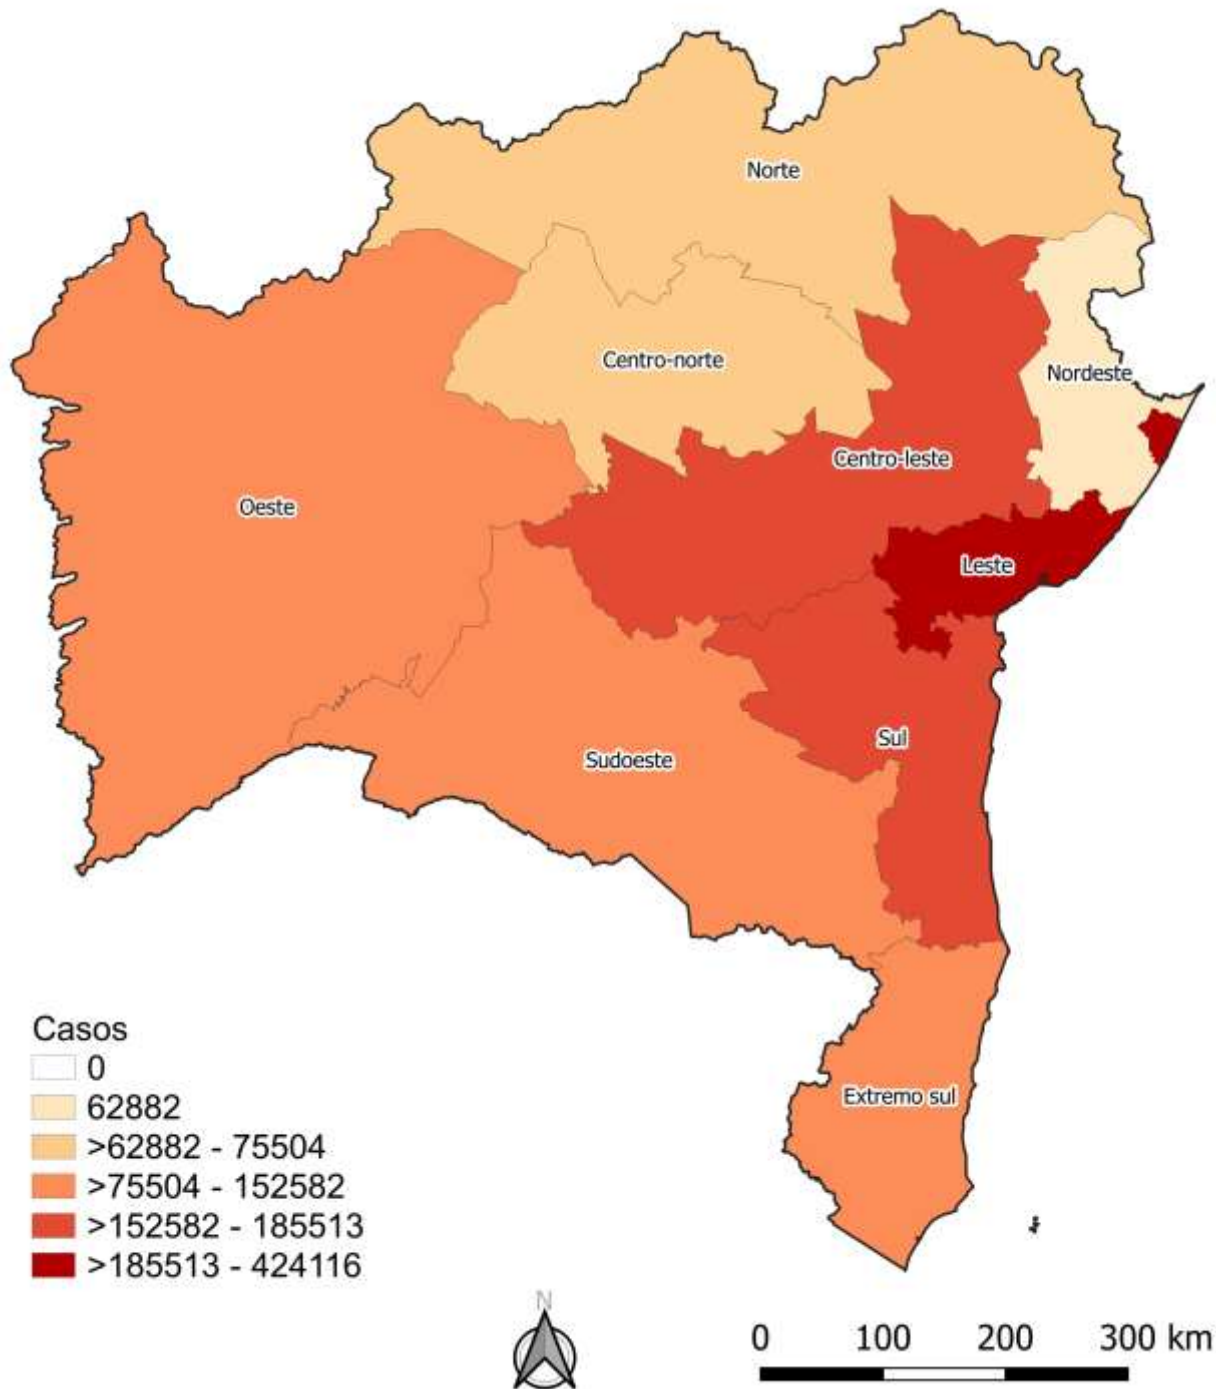 Norte
Centro-norte
Nordeste
Centro-leste
Oeste
Leste
Sul
Sudoeste
Extremo sul
Casos
0
62882
>62882 - 75504
>75504 - 152582
>152582 - 185513
>185513 - 424116
N
0 100 200 300 km